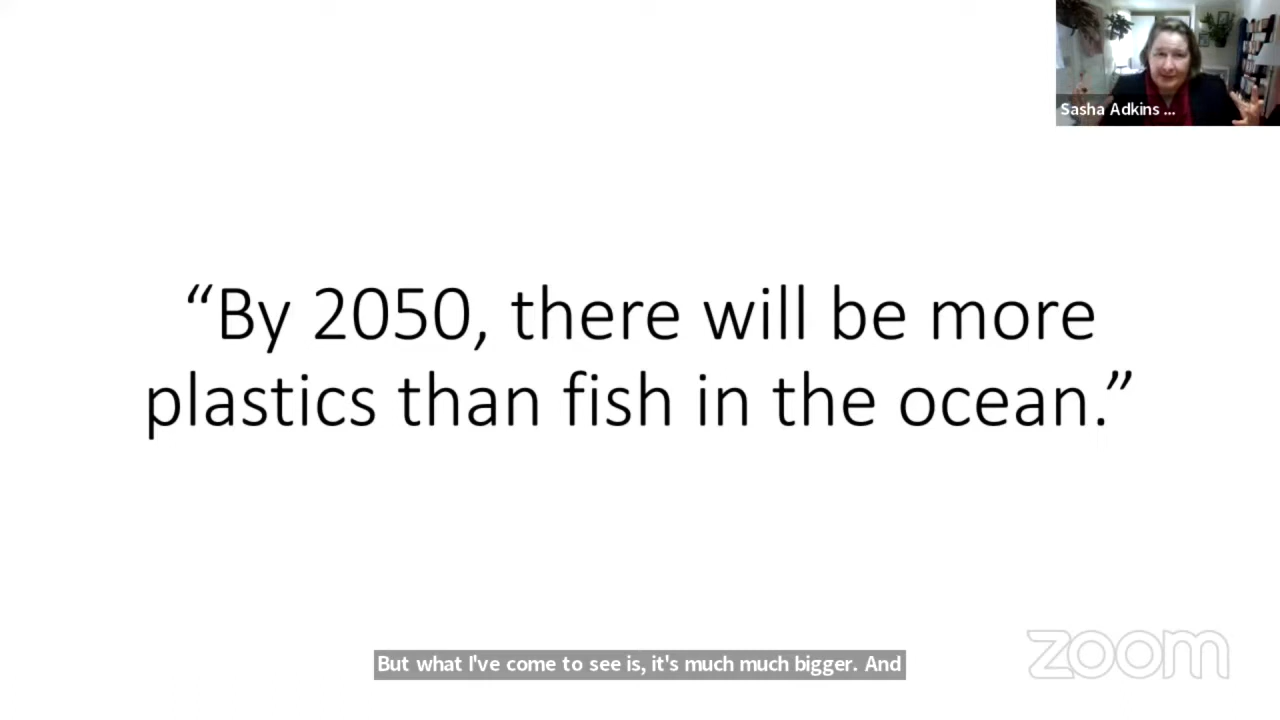 Sasha Adkins ...
“By 2050, there will be more
plastics than fish in the ocean.”
But what I've come to see is, it's much much bigger. And
zoom